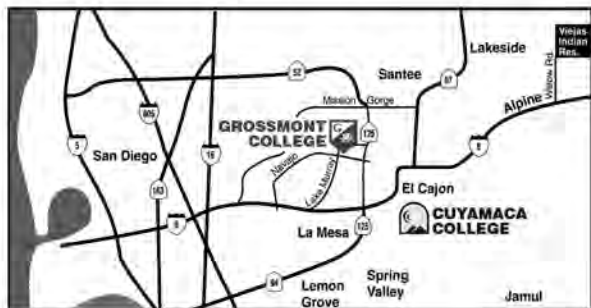 Viejas
Indian
Res.
Willow Rd.
Lakeside
Santee
52
67
Mission Gorge
Alpine
805
GROSSMONT
COLLEGE
G
125
5
San Diego
15
163
Navajo
Lake Murray
8
El Cajon
CUYAMACA
COLLEGE
8
La Mesa
125
94
Lemon
Grove
Spring
Valley
Jamul